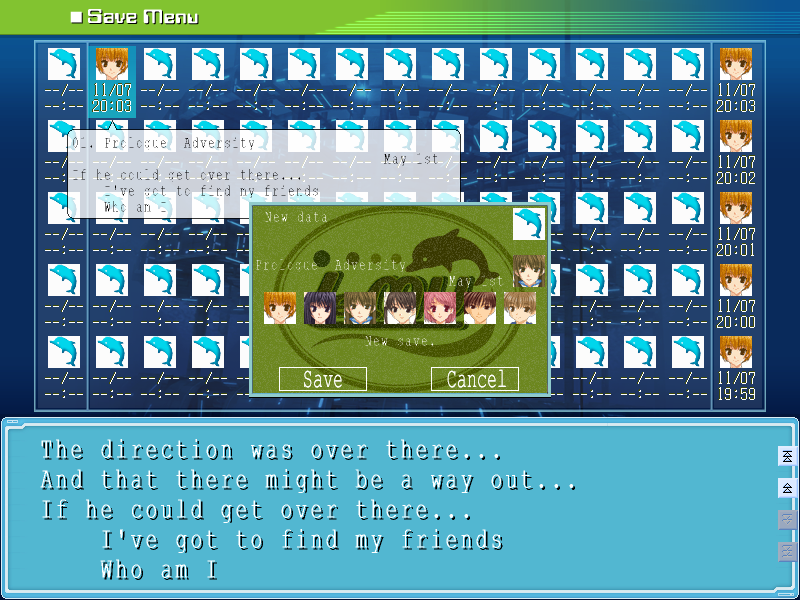 Save Menu
11/07
20:03
11/07
20:03
01. Prologue Adversity
May 1st
If he could get over there...
I've got to find my friends
Who am I
11/07
20:02
New data
11/07
20:01
Prologue Adversity
May 1st
11/07
20:00
New save.
Save
Cancel
11/07
19:59
The direction was over there...
And that there might be a way out...
If he could get over there...
I've got to find my friends
Who am I